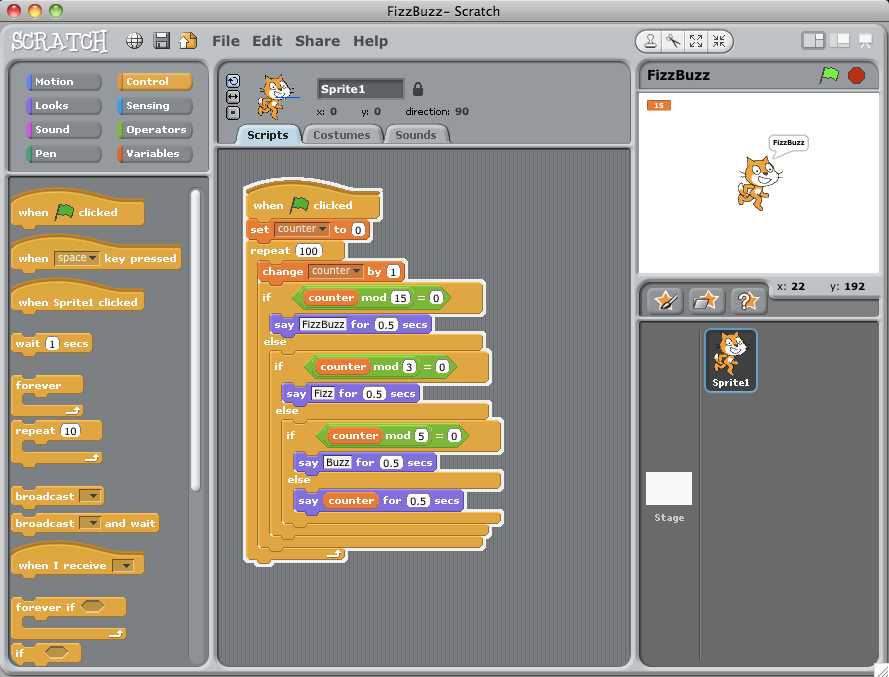 FizzBuzz- Scratch
SCRATCH File Edit Share Help
Motion Control
Looks Sensing
Sound Operators
Pen Variables
when clicked
when space key pressed
when Sprite1 clicked
wait 1 secs
forever
repeat 10
broadcast
broadcast and wait
when I receive
forever if
if
Sprite1
x: 0 y: 0 direction: 90
Scripts Costumes Sounds
when clicked
set counter to 0
repeat 100
change counter by 1
if counter mod 15 = 0
say FizzBuzz for 0.5 secs
else
if counter mod 3 = 0
say Fizz for 0.5 secs
else
if counter mod 5 = 0
say Buzz for 0.5 secs
else
say counter for 0.5 secs
FizzBuzz
15
FizzBuzz
x: 22 y: 192
Sprite1
Stage